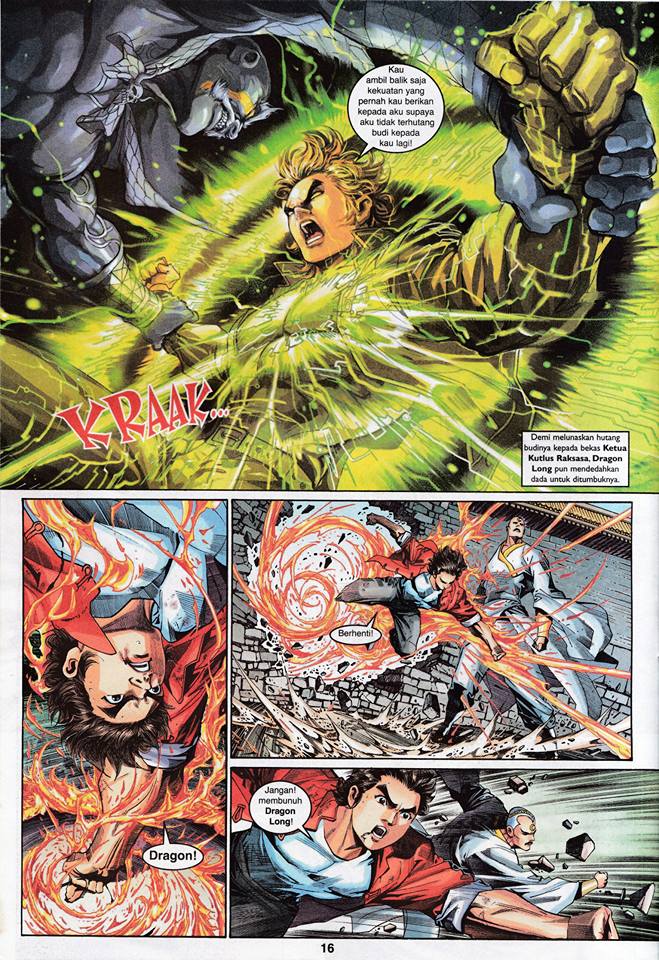 Kau
ambil balik saja
kekuatan yang
pernah kau berikan
kepada aku supaya
aku tidak terhutang
budi kepada
kau lagi!
KRAAK...
Demi melunaskan hutang
budinya kepada bekas Ketua
Kutlus Raksasa, Dragon
Long pun mendedahkan
dada untuk ditumbuknya.
Dragon!
Berhenti!
Jangan!
membunuh
Dragon
Long!
16